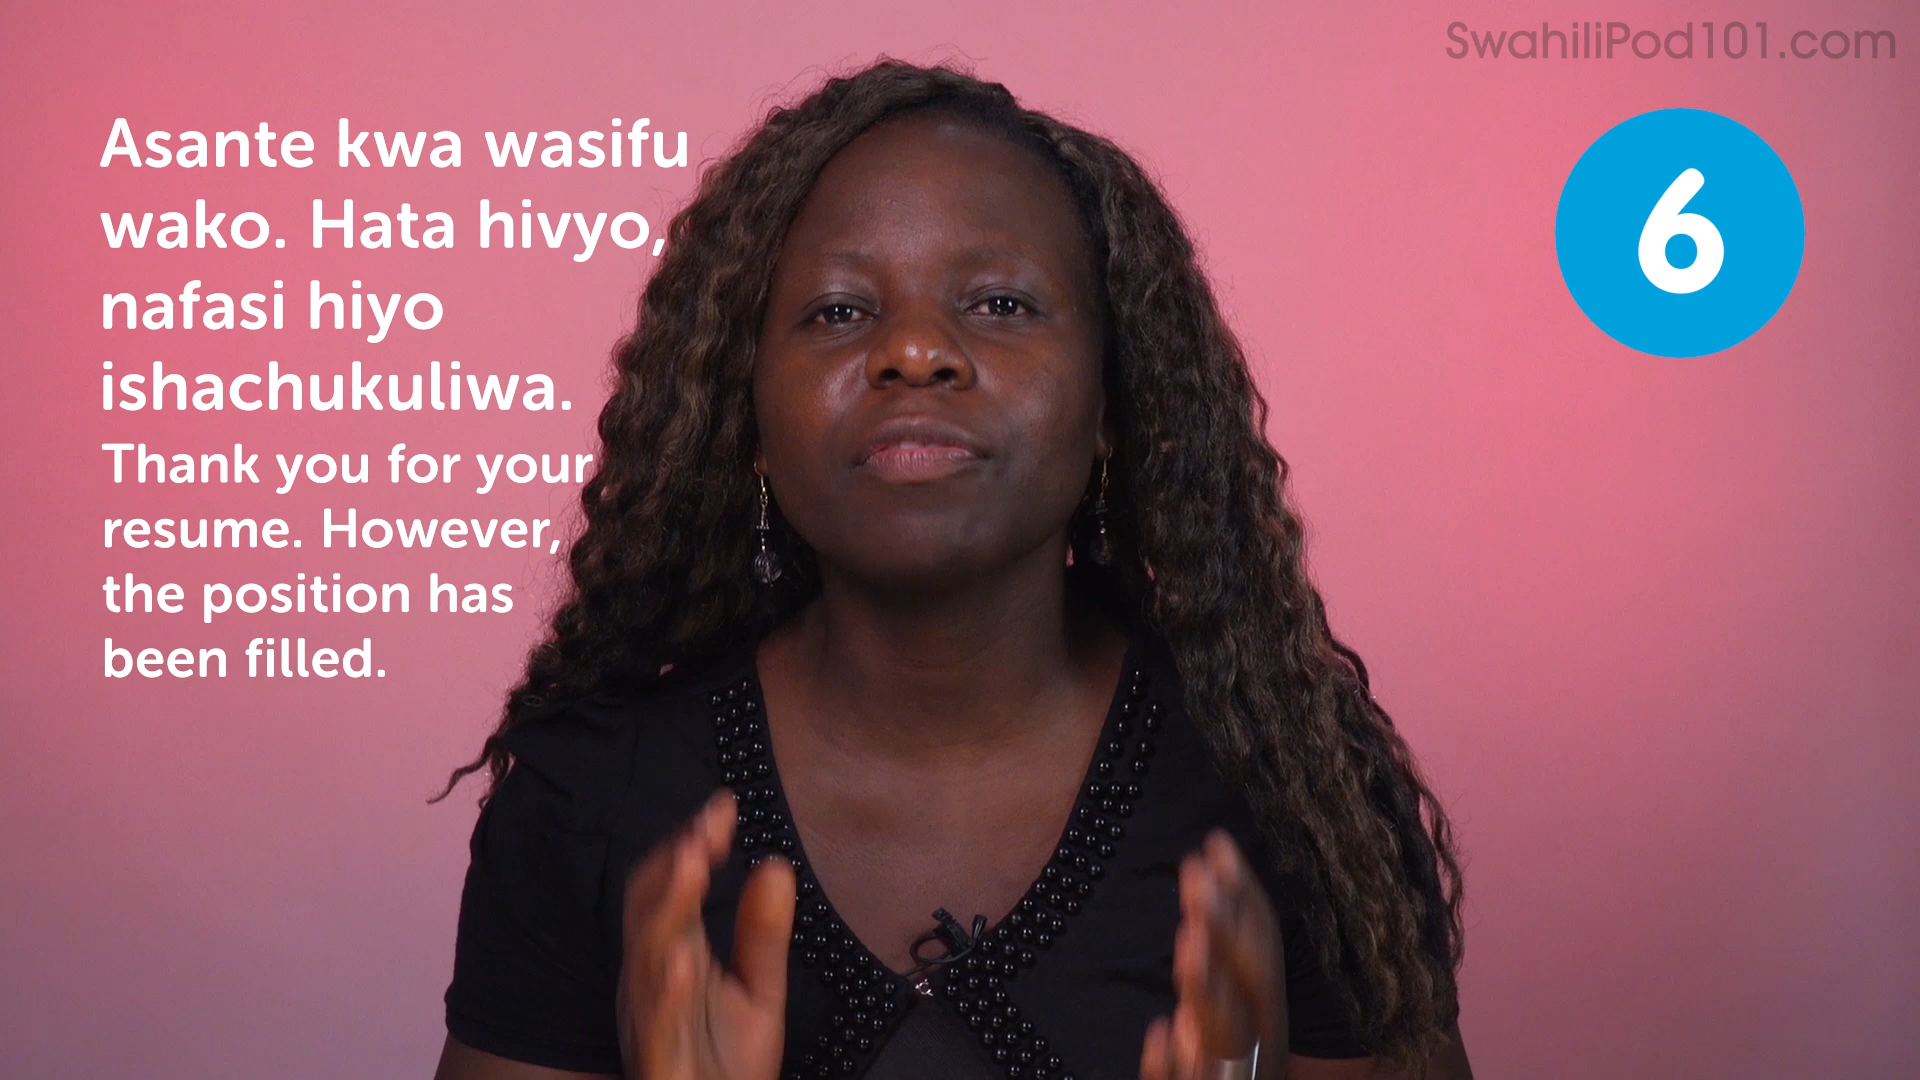 SwahiliPod101.com
Asante kwa wasifu
wako. Hata hivyo,
nafasi hiyo
ishachukuliwa.
Thank you for your
resume. However,
the position has
been filled.
6